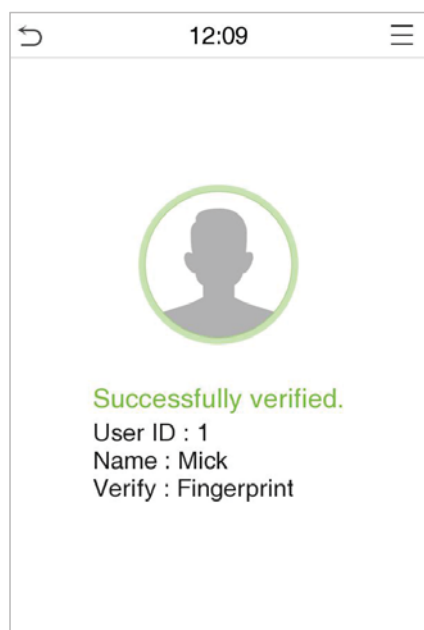 12:09
Successfully verified.
User ID : 1
Name : Mick
Verify : Fingerprint